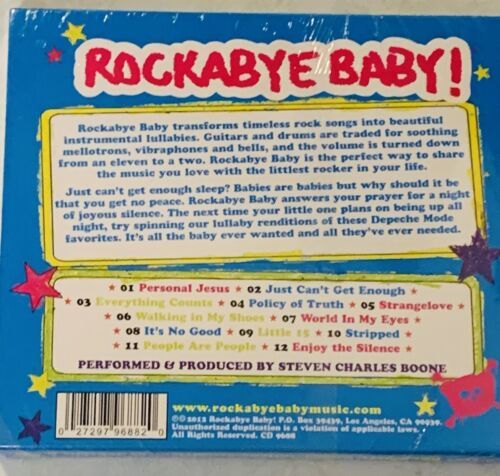 ROCKABYE BABY!
Rockabye Baby transforms timeless rock songs into beautiful
instrumental lullabies. Guitars and drums are traded for soothing
mellotrons, vibraphones and bells, and the volume is turned down
from an eleven to a two. Rockabye Baby is the perfect way to share
the music you love with the littlest rocker in your life.
Just can't get enough sleep? Babies are babies but why should it be
that you get no peace. Rockabye Baby answers your prayer for a night
of joyous silence. The next time your little one plans on being up all
night, try spinning our lullaby renditions of these Depeche Mode
favorites. It's all the baby ever wanted and all they've ever needed.
★ 01 Personal Jesus ★ 02 Just Can't Get Enough ★
★ 03 Everything Counts ★ 04 Policy of Truth ★ 05 Strangelove ★
★ 06 Walking in My Shoes ★ 07 World In My Eyes ★
★ 08 It's No Good ★ 09 Little 15 ★ 10 Stripped ★
★ 11 People Are People ★ 12 Enjoy the Silence ★
PERFORMED & PRODUCED BY STEVEN CHARLES BOONE
www.rockabyebabymusic.com
©℗ 2012 Rockabye Baby! P.O. Box 39439, Los Angeles, CA 90039.
Unauthorized duplication is a violation of applicable laws.
All Rights Reserved. CD 9688
0 27297 96882 0